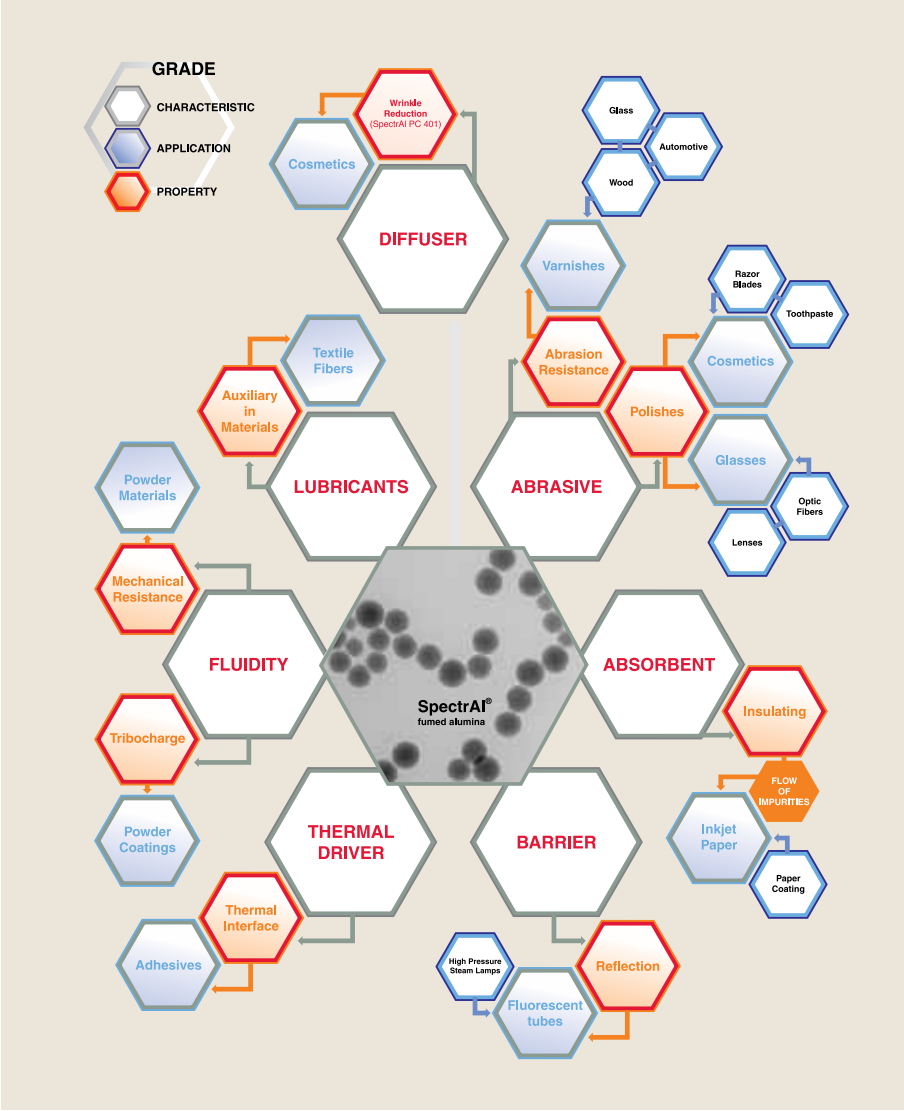 GRADE
CHARACTERISTIC
APPLICATION
PROPERTY
Wrinkle
Reduction
(SpectrAl PC 401)
Cosmetics
DIFFUSER
Glass
Automotive
Wood
Varnishes
Razor
Blades
Toothpaste
Abrasion
Resistance
Cosmetics
Polishes
Glasses
Optic
Fibers
Lenses
ABRASIVE
Textile
Fibers
Auxiliary
in
Materials
LUBRICANTS
Powder
Materials
Mechanical
Resistance
FLUIDITY
Tribocharge
Powder
Coatings
SpectrAl®
fumed alumina
ABSORBENT
Insulating
FLOW
OF
IMPURITIES
Inkjet
Paper
Paper
Coating
THERMAL
DRIVER
Thermal
Interface
Adhesives
BARRIER
Reflection
High Pressure
Steam Lamps
Fluorescent
tubes